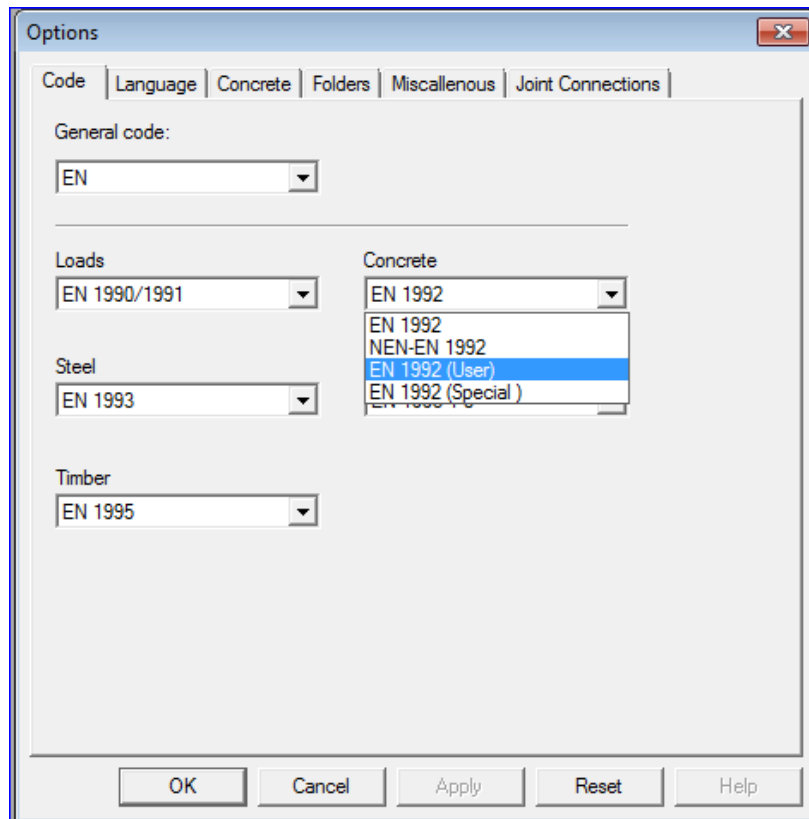 Options
Code Language Concrete Folders Miscallenous Joint Connections
General code:
EN
Loads Concrete
EN 1990/1991 EN 1992
EN 1992
NEN-EN 1992
EN 1992 (User)
EN 1992 (Special )
Steel
EN 1993
Timber
EN 1995
OK Cancel Apply Reset Help